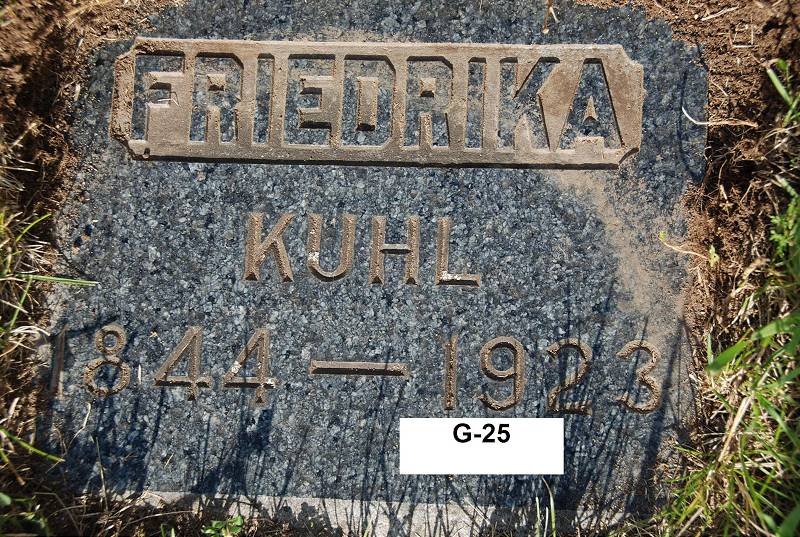 FRIEDRIKA
KUHL
1844 — 1923
G-25